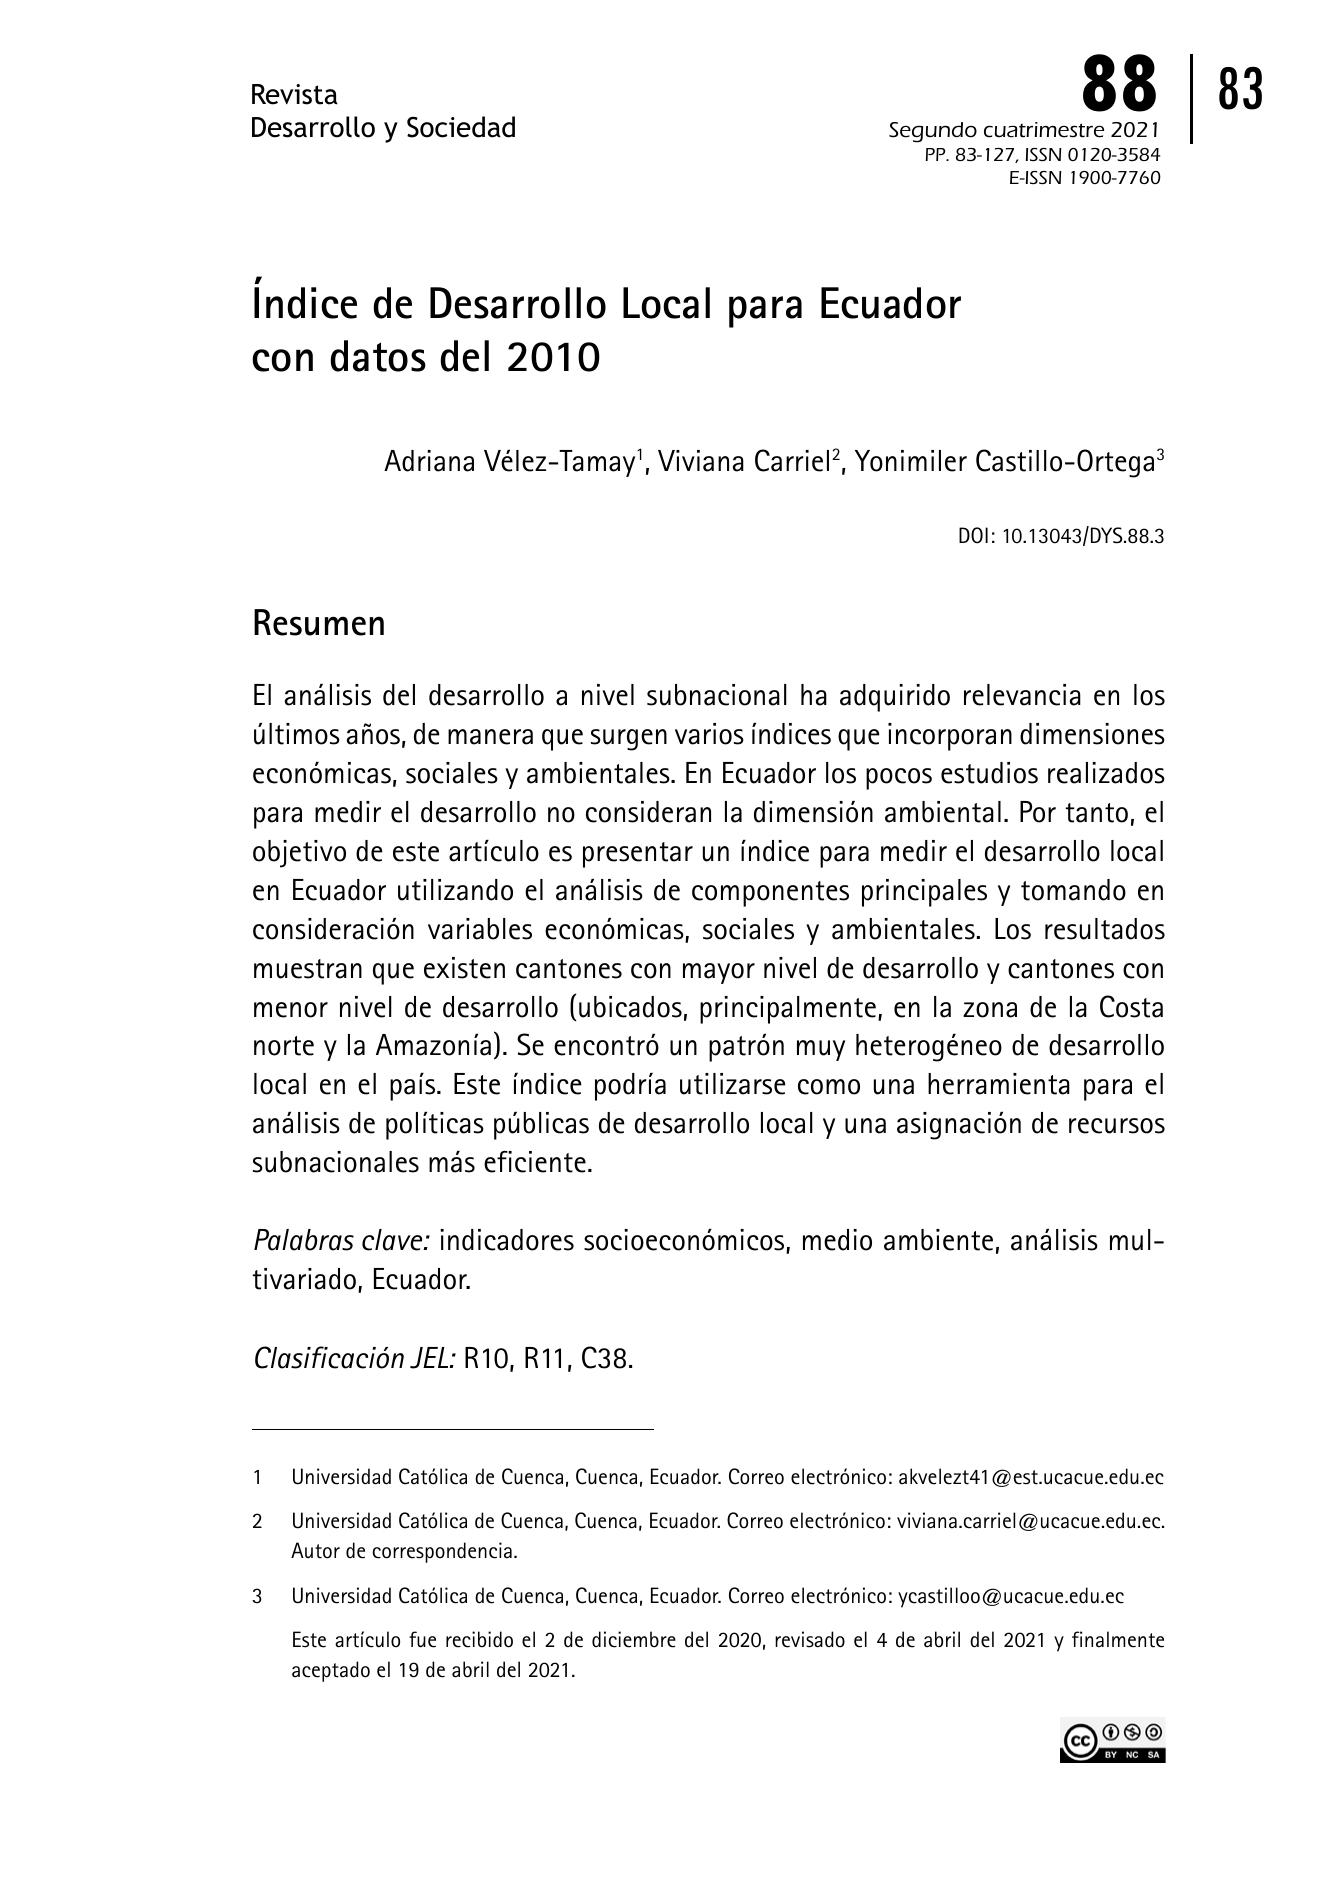 Revista
Desarrollo y Sociedad
88
83
Segundo cuatrimestre 2021
PP. 83-127, ISSN 0120-3584
E-ISSN 1900-7760
Índice de Desarrollo Local para Ecuador
con datos del 2010
Adriana Vélez-Tamay1, Viviana Carriel2, Yonimiler Castillo-Ortega3
DOI: 10.13043/DYS.88.3
Resumen
El análisis del desarrollo a nivel subnacional ha adquirido relevancia en los
últimos años, de manera que surgen varios índices que incorporan dimensiones
económicas, sociales y ambientales. En Ecuador los pocos estudios realizados
para medir el desarrollo no consideran la dimensión ambiental. Por tanto, el
objetivo de este artículo es presentar un índice para medir el desarrollo local
en Ecuador utilizando el análisis de componentes principales y tomando en
consideración variables económicas, sociales y ambientales. Los resultados
muestran que existen cantones con mayor nivel de desarrollo y cantones con
menor nivel de desarrollo (ubicados, principalmente, en la zona de la Costa
norte y la Amazonía). Se encontró un patrón muy heterogéneo de desarrollo
local en el país. Este índice podría utilizarse como una herramienta para el
análisis de políticas públicas de desarrollo local y una asignación de recursos
subnacionales más eficiente.
Palabras clave: indicadores socioeconómicos, medio ambiente, análisis mul-
tivariado, Ecuador.
Clasificación JEL: R10, R11, C38.
1 Universidad Católica de Cuenca, Cuenca, Ecuador. Correo electrónico: akvelezt41@est.ucacue.edu.ec
2 Universidad Católica de Cuenca, Cuenca, Ecuador. Correo electrónico: viviana.carriel@ucacue.edu.ec.
Autor de correspondencia.
3 Universidad Católica de Cuenca, Cuenca, Ecuador. Correo electrónico: ycastilloo@ucacue.edu.ec
Este artículo fue recibido el 2 de diciembre del 2020, revisado el 4 de abril del 2021 y finalmente
aceptado el 19 de abril del 2021.
cc
BY NC SA